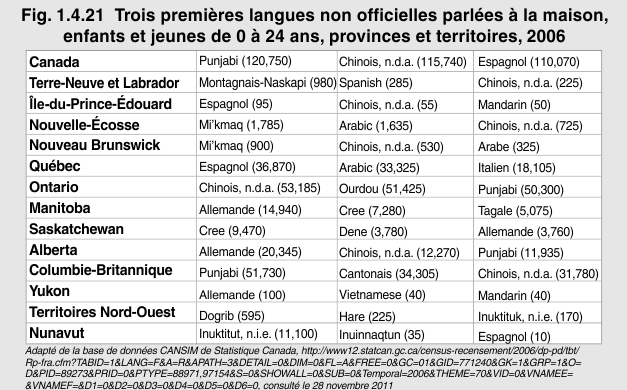 Fig. 1.4.21 Trois premières langues non officielles parlées à la maison,
enfants et jeunes de 0 à 24 ans, provinces et territoires, 2006
Canada Punjabi (120,750) Chinois, n.d.a. (115,740) Espagnol (110,070)
Terre-Neuve et Labrador Montagnais-Naskapi (980) Spanish (285) Chinois, n.d.a. (225)
Île-du-Prince-Édouard Espagnol (95) Chinois, n.d.a. (55) Mandarin (50)
Nouvelle-Écosse Mi'kmaq (1,785) Arabic (1,635) Chinois, n.d.a. (725)
Nouveau Brunswick Mi'kmaq (900) Chinois, n.d.a. (530) Arabe (325)
Québec Espagnol (36,870) Arabic (33,325) Italien (18,105)
Ontario Chinois, n.d.a. (53,185) Ourdou (51,425) Punjabi (50,300)
Manitoba Allemande (14,940) Cree (7,280) Tagale (5,075)
Saskatchewan Cree (9,470) Dene (3,780) Allemande (3,760)
Alberta Allemande (20,345) Chinois, n.d.a. (12,270) Punjabi (11,935)
Columbie-Britannique Punjabi (51,730) Cantonais (34,305) Chinois, n.d.a. (31,780)
Yukon Allemande (100) Vietnamese (40) Mandarin (40)
Territoires Nord-Ouest Dogrib (595) Hare (225) Inuktituk, n.i.e. (170)
Nunavut Inuktitut, n.i.e. (11,100) Inuinnaqtun (35) Espagnol (10)
Adapté de la base de données CANSIM de Statistique Canada, http://www12.statcan.gc.ca/census-recensement/2006/dp-pd/tbt/
Rp-fra.cfm?TABID=1&LANG=F&A=R&APATH=3&DETAIL=0&DIM=0&FL=A&FREE=0&GC=01&GID=771240&GK=1&GRP=1&O=
D&PID=89273&PRID=0&PTYPE=88971,97154&S=0&SHOWALL=0&SUB=0&Temporal=2006&THEME=70&VID=0&VNAMEE=
&VNAMEF=&D1=0&D2=0&D3=0&D4=0&D5=0&D6=0, consulté le 28 novembre 2011